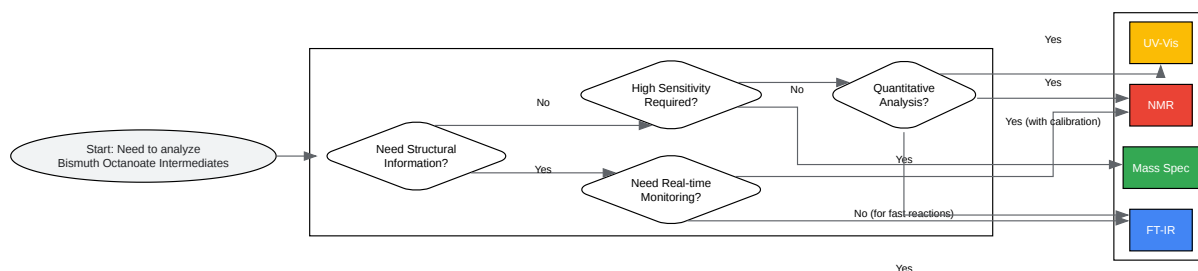 Yes
UV-Vis
High Sensitivity
Required?
No
Quantitative
Analysis?
Yes
NMR
No
Yes (with calibration)
Start: Need to analyze
Bismuth Octanoate Intermediates
Need Structural
Information?
Yes
Yes
Mass Spec
Need Real-time
Monitoring?
No (for fast reactions)
FT-IR
Yes